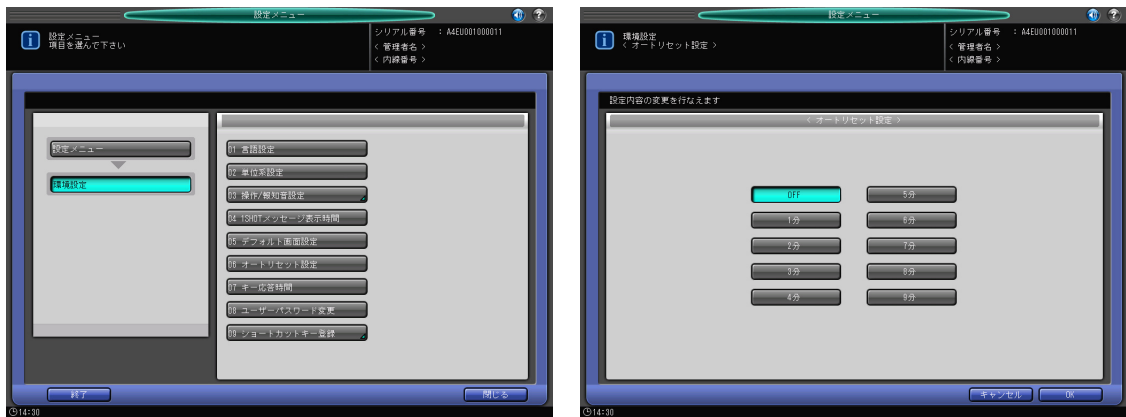 設定メニュー
設定メニュー
項目を選んで下さい
シリアル番号 : A4EU001000011
< 管理者名 >
< 内線番号 >
設定メニュー
環境設定
01 言語設定
02 単位系設定
03 操作/報知音設定
04 1SHOTメッセージ表示時間
05 デフォルト画面設定
06 オートリセット設定
07 キー応答時間
08 ユーザーパスワード変更
09 ショートカットキー登録
終了
閉じる
14:30
設定メニュー
環境設定
< オートリセット設定 >
シリアル番号 : A4EU001000011
< 管理者名 >
< 内線番号 >
設定内容の変更を行なえます
< オートリセット設定 >
OFF
5分
1分
6分
2分
7分
3分
8分
4分
9分
キャンセル
OK
14:30